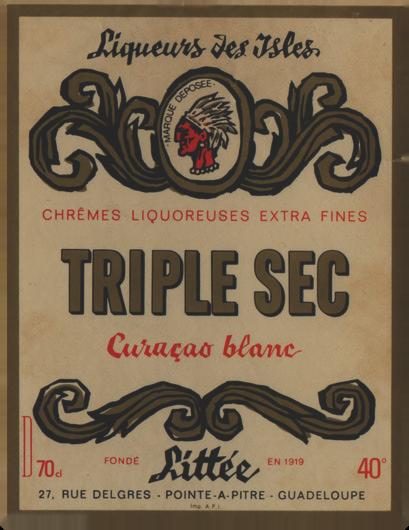 Liqueurs des Isles
MARQUE DEPOSEE
CHRÊMES LIQUOREUSES EXTRA FINES
TRIPLE SEC
Curaçao blanc
D 70cl FONDÉ Littée EN 1919 40°
27, RUE DELGRES - POINTE-A-PITRE - GUADELOUPE
Imp. A.P.I.